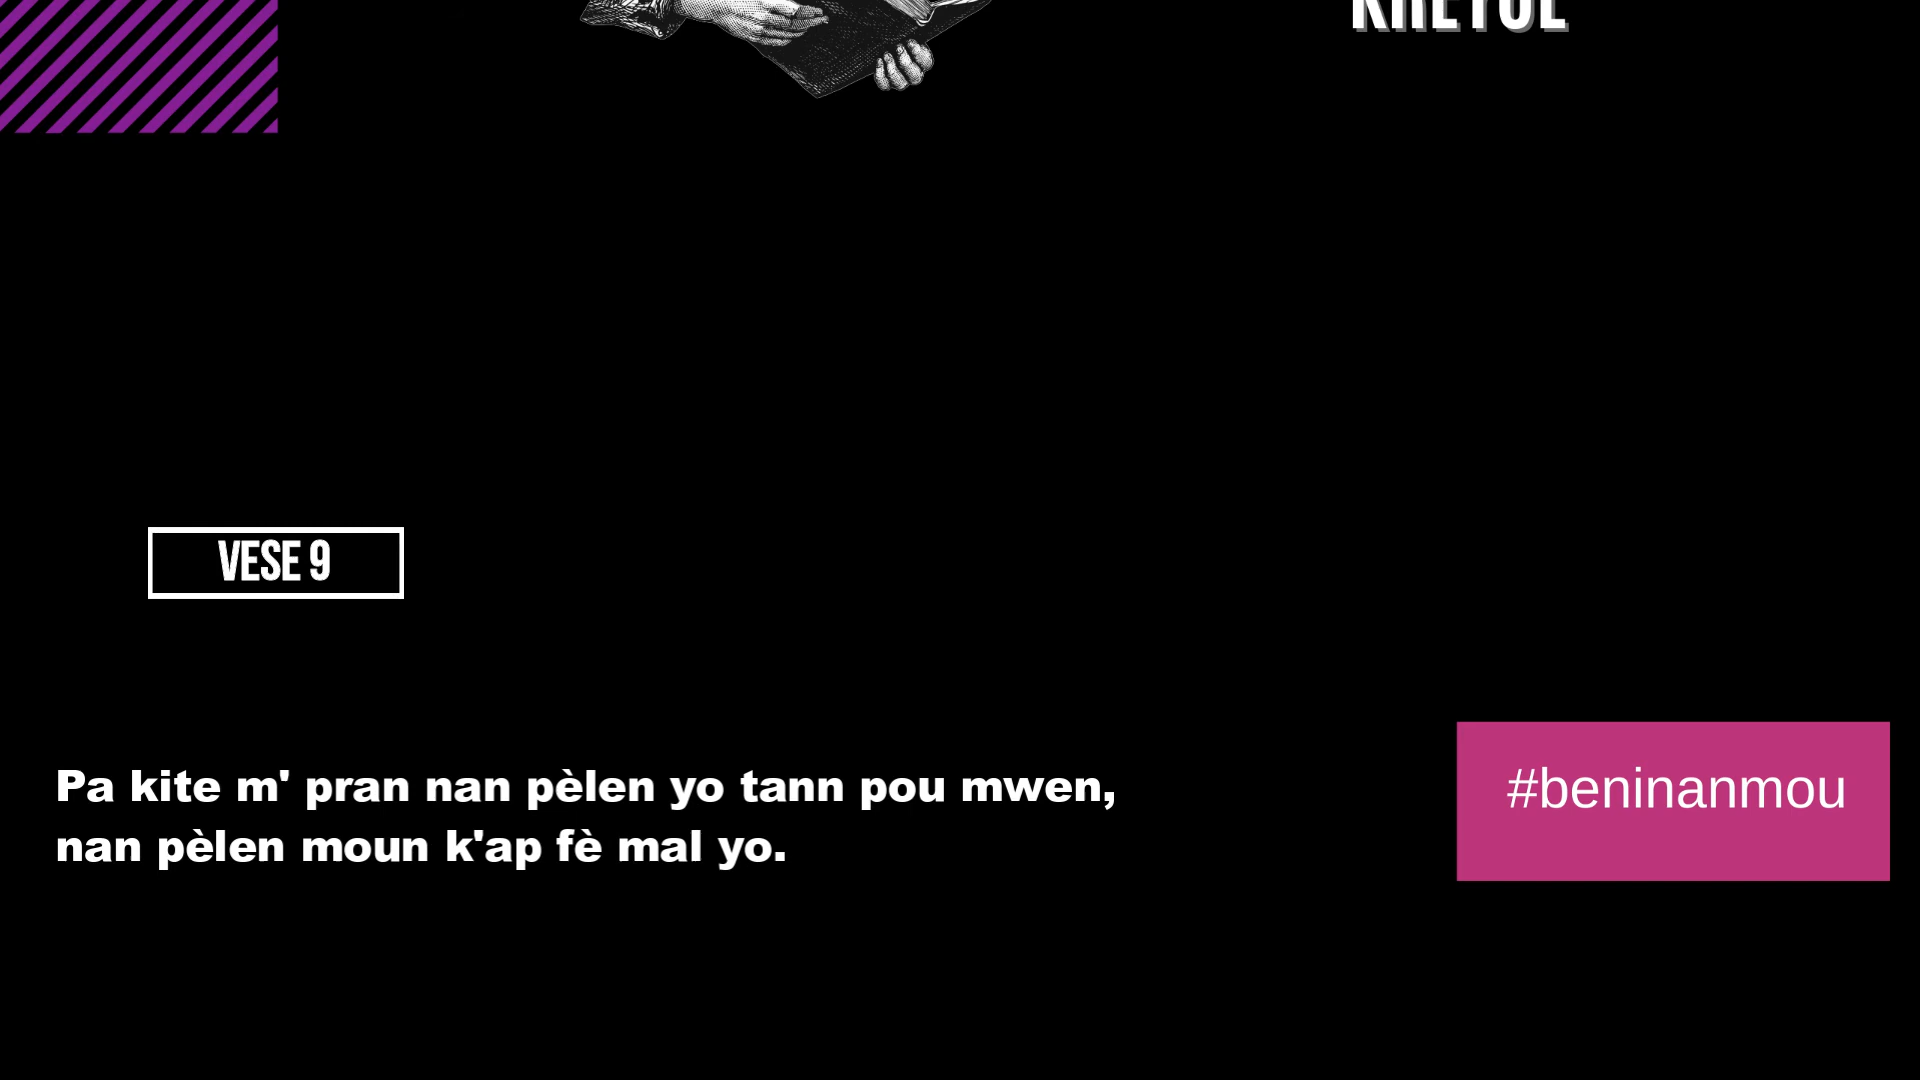 VESE 9
Pa kite m' pran nan pèlen yo tann pou mwen,
nan pèlen moun k'ap fè mal yo.
#beninanmou